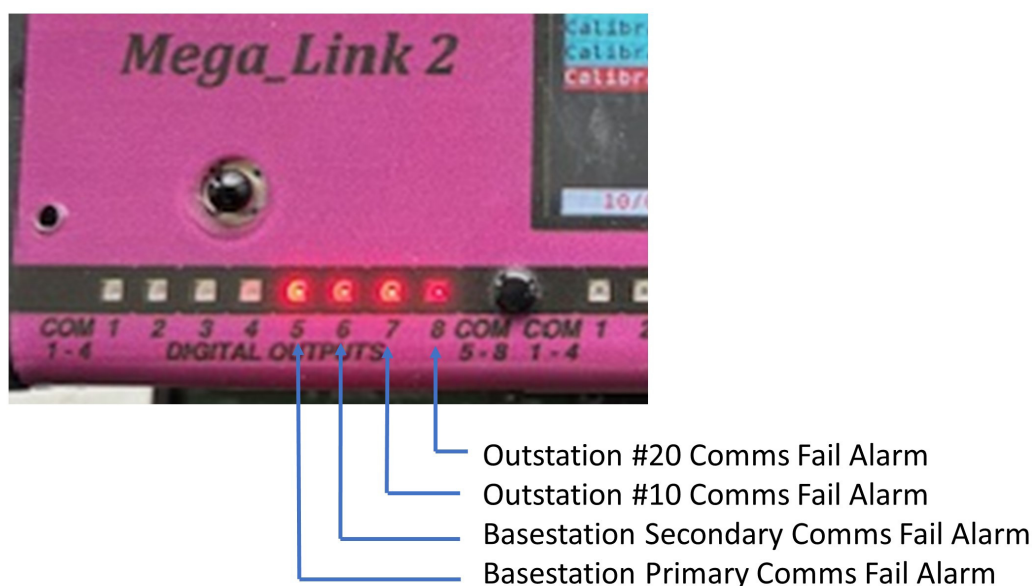 Mega_Link 2
Calibr
Calibr
Calibr
10/
COM 1 2 3 4 5 6 7 8 COM COM 1 2
1 - 4 DIGITAL OUTPUTS 5 - 8 1 - 4
Outstation #20 Comms Fail Alarm
Outstation #10 Comms Fail Alarm
Basestation Secondary Comms Fail Alarm
Basestation Primary Comms Fail Alarm